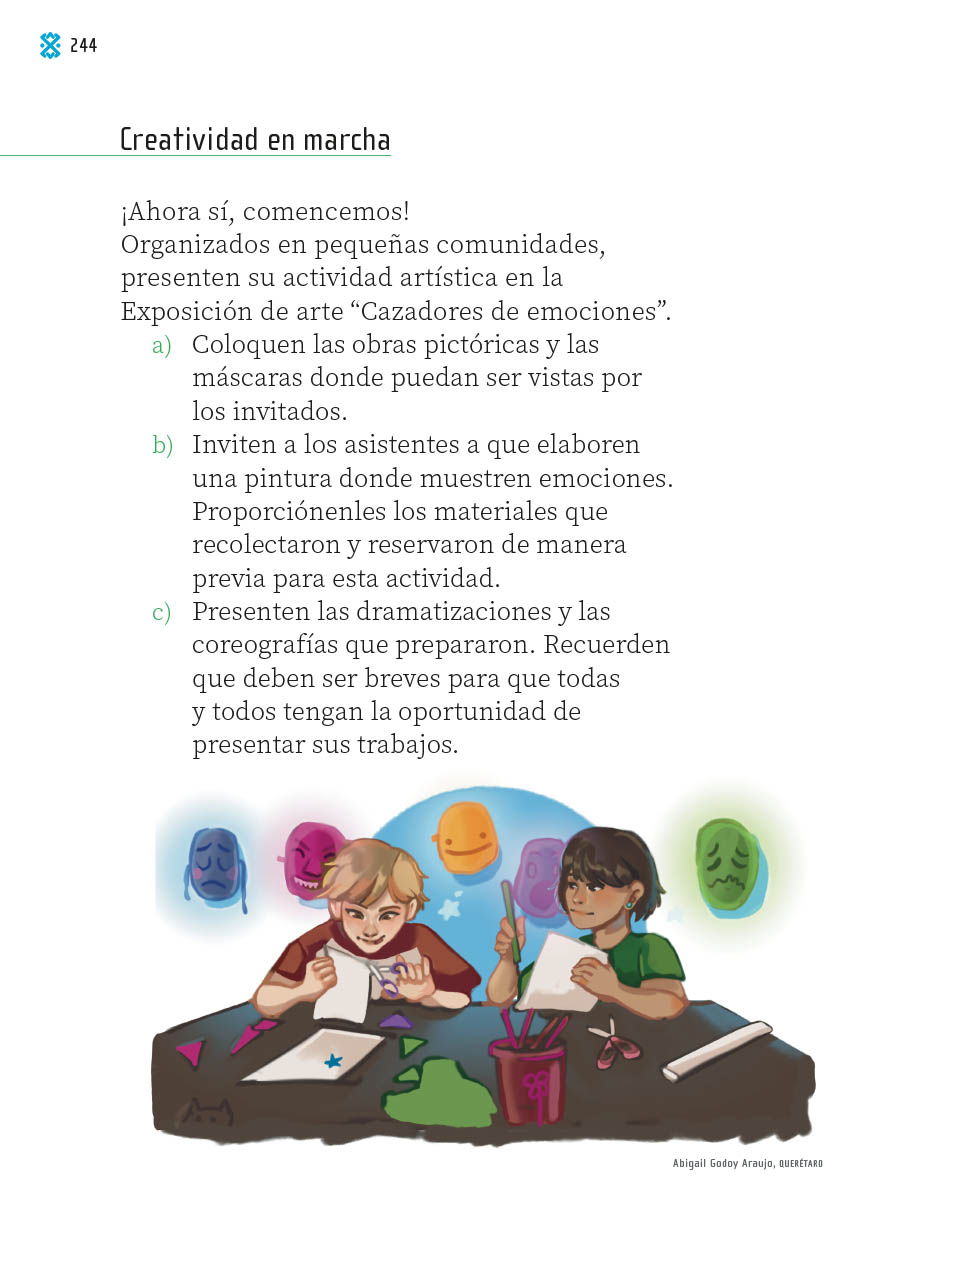 244
Creatividad en marcha
¡Ahora sí, comencemos!
Organizados en pequeñas comunidades,
presenten su actividad artística en la
Exposición de arte “Cazadores de emociones”.
a) Coloquen las obras pictóricas y las
máscaras donde puedan ser vistas por
los invitados.
b) Inviten a los asistentes a que elaboren
una pintura donde muestren emociones.
Proporciónenles los materiales que
recolectaron y reservaron de manera
previa para esta actividad.
c) Presenten las dramatizaciones y las
coreografías que prepararon. Recuerden
que deben ser breves para que todas
y todos tengan la oportunidad de
presentar sus trabajos.
Abigail Godoy Araujo, QUERÉTARO